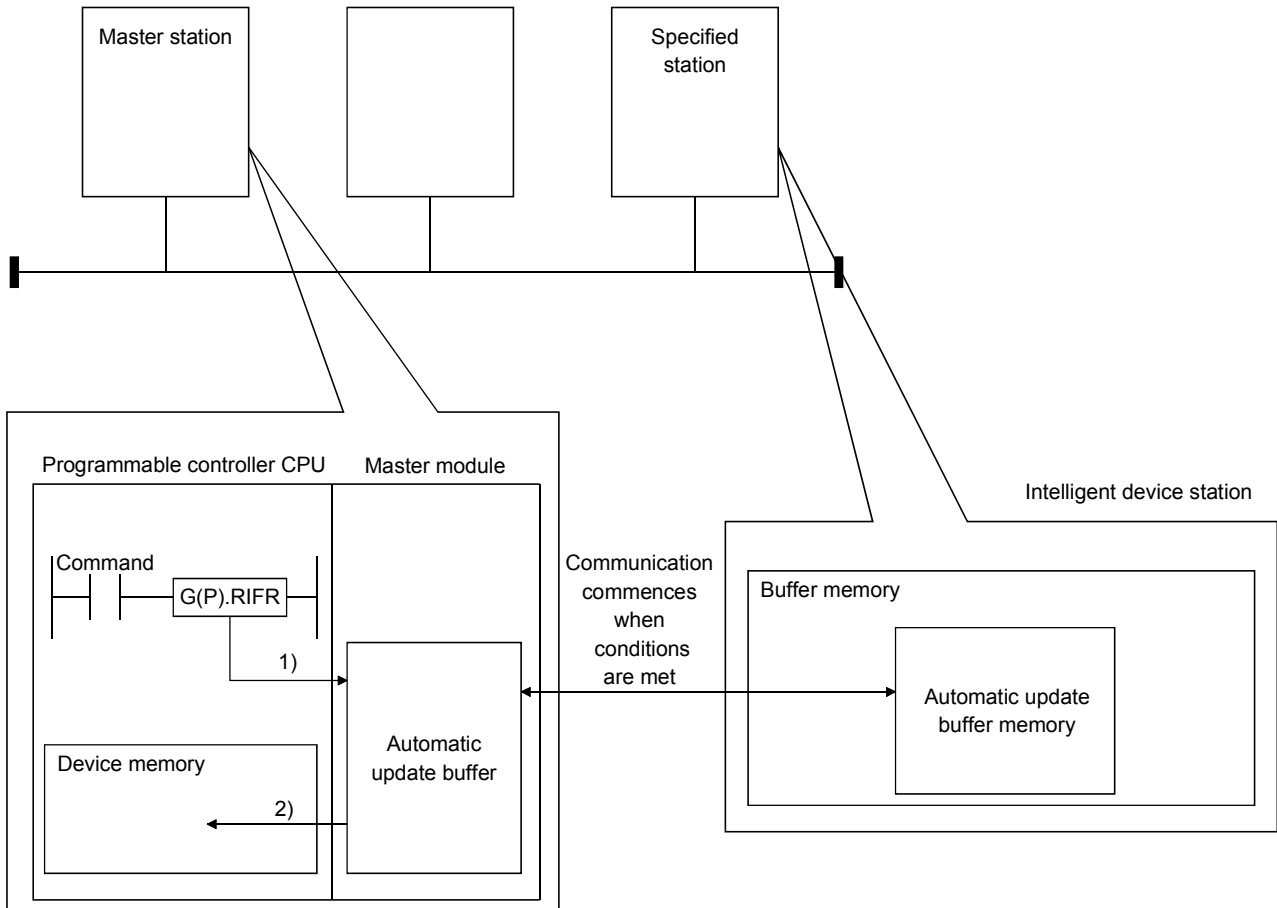 Master station
Specified
station
Programmable controller CPU
Master module
Command
G(P).RIFR
1)
Device memory
2)
Automatic
update buffer
Communication
commences
when
conditions
are met
Intelligent device station
Buffer memory
Automatic update
buffer memory